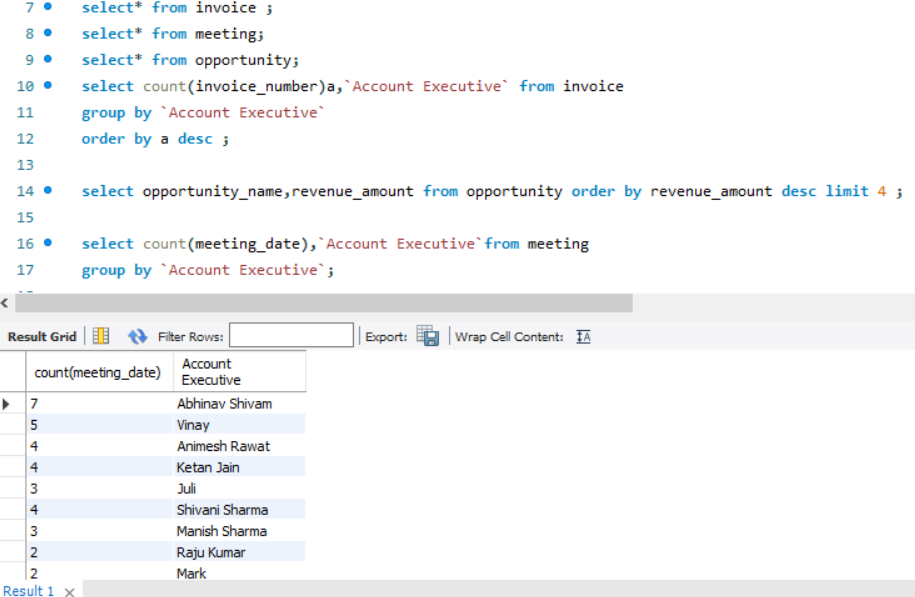 7 select* from invoice ;
8 select* from meeting;
9 select* from opportunity;
10 select count(invoice_number)a,`Account Executive` from invoice
11 group by `Account Executive`
12 order by a desc ;
13
14 select opportunity_name,revenue_amount from opportunity order by revenue_amount desc limit 4 ;
15
16 select count(meeting_date),`Account Executive`from meeting
17 group by `Account Executive`;
Result Grid Filter Rows: Export: Wrap Cell Content:
count(meeting_date) Account
Executive
7 Abhinav Shivam
5 Vinay
4 Animesh Rawat
4 Ketan Jain
3 Juli
4 Shivani Sharma
3 Manish Sharma
2 Raju Kumar
2 Mark
Result 1